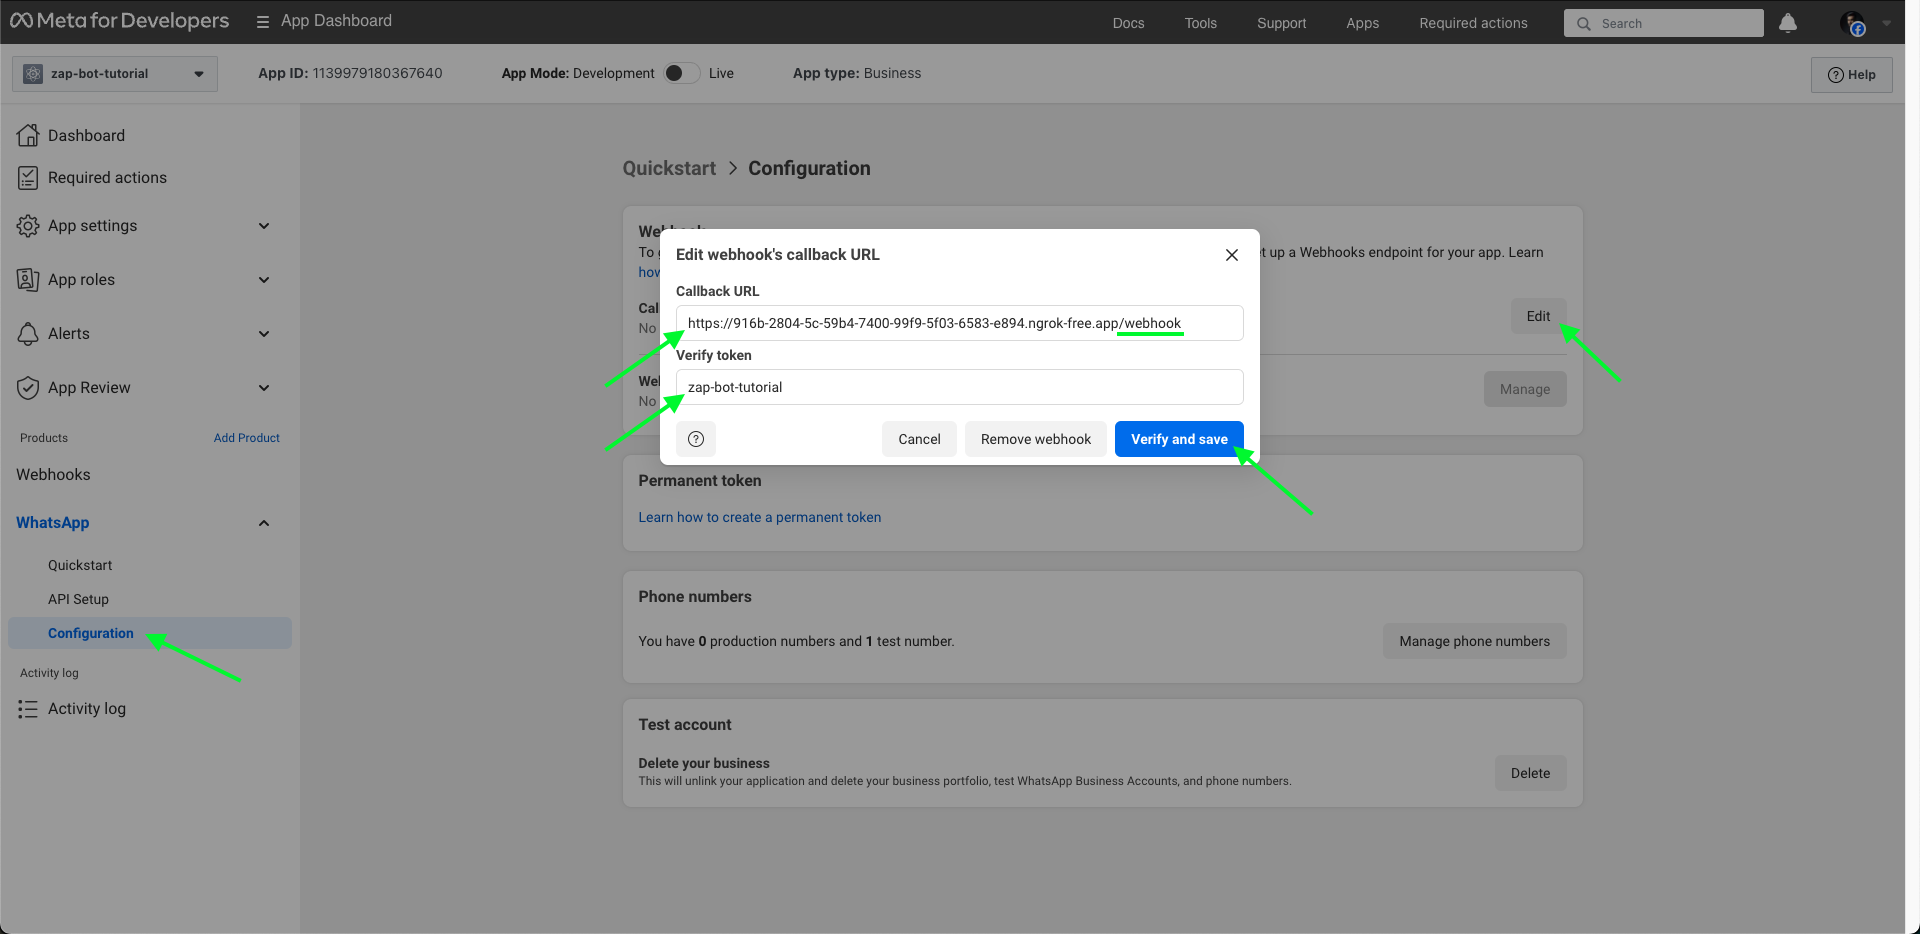 Meta for Developers
App Dashboard
Docs
Tools
Support
Apps
Required actions
Search
zap-bot-tutorial
App ID: 1139979180367640
App Mode: Development
Live
App type: Business
Help
Dashboard
Required actions
App settings
App roles
Alerts
App Review
Products
Add Product
Webhooks
WhatsApp
Quickstart
API Setup
Configuration
Activity log
Activity log
Quickstart > Configuration
To
et up a Webhooks endpoint for your app. Learn
how
No
Edit
No
Manage
Edit webhook's callback URL
Callback URL
https://916b-2804-5c-59b4-7400-99f9-5f03-6583-e894.ngrok-free.app/webhook
Verify token
zap-bot-tutorial
Cancel
Remove webhook
Verify and save
Permanent token
Learn how to create a permanent token
Phone numbers
You have 0 production numbers and 1 test number.
Manage phone numbers
Test account
Delete your business
This will unlink your application and delete your business portfolio, test WhatsApp Business Accounts, and phone numbers.
Delete